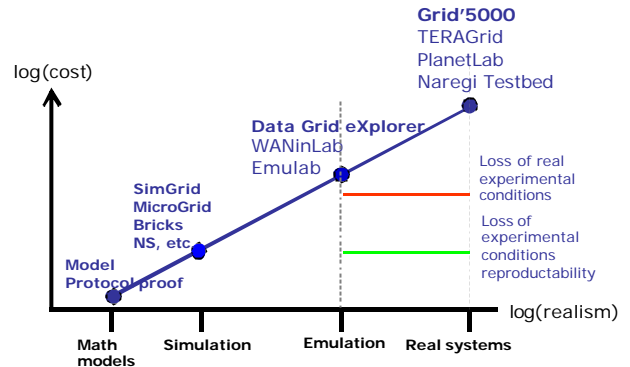 Grid'5000
TERAGrid
PlanetLab
Naregi Testbed
log(cost)
Data Grid eXplorer
WANinLab
Emulab
Loss of real
experimental
conditions
SimGrid
MicroGrid
Bricks
NS, etc.
Loss of
experimental
conditions
reproductability
Model
Protocol proof
log(realism)
Math
models
Simulation
Emulation
Real systems